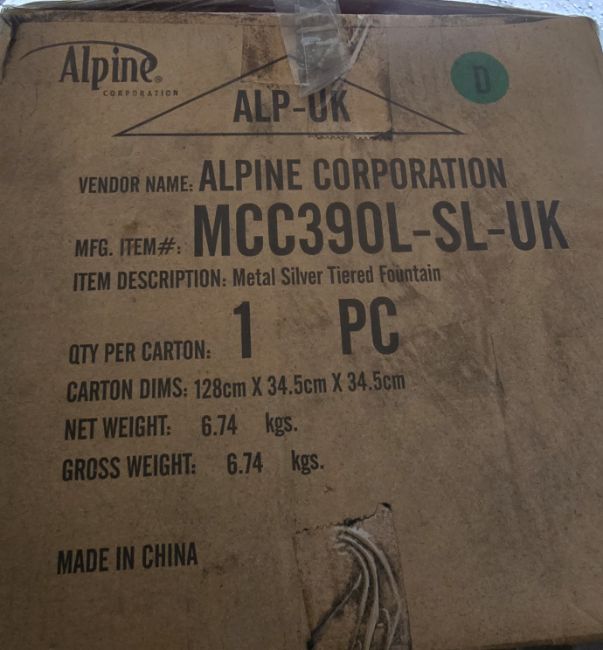 Alpine®
CORPORATION
D
ALP-UK
VENDOR NAME: ALPINE CORPORATION
MFG. ITEM#: MCC390L-SL-UK
ITEM DESCRIPTION: Metal Silver Tiered Fountain
QTY PER CARTON: 1 PC
CARTON DIMS: 128cm X 34.5cm X 34.5cm
NET WEIGHT: 6.74 kgs.
GROSS WEIGHT: 6.74 kgs.
MADE IN CHINA